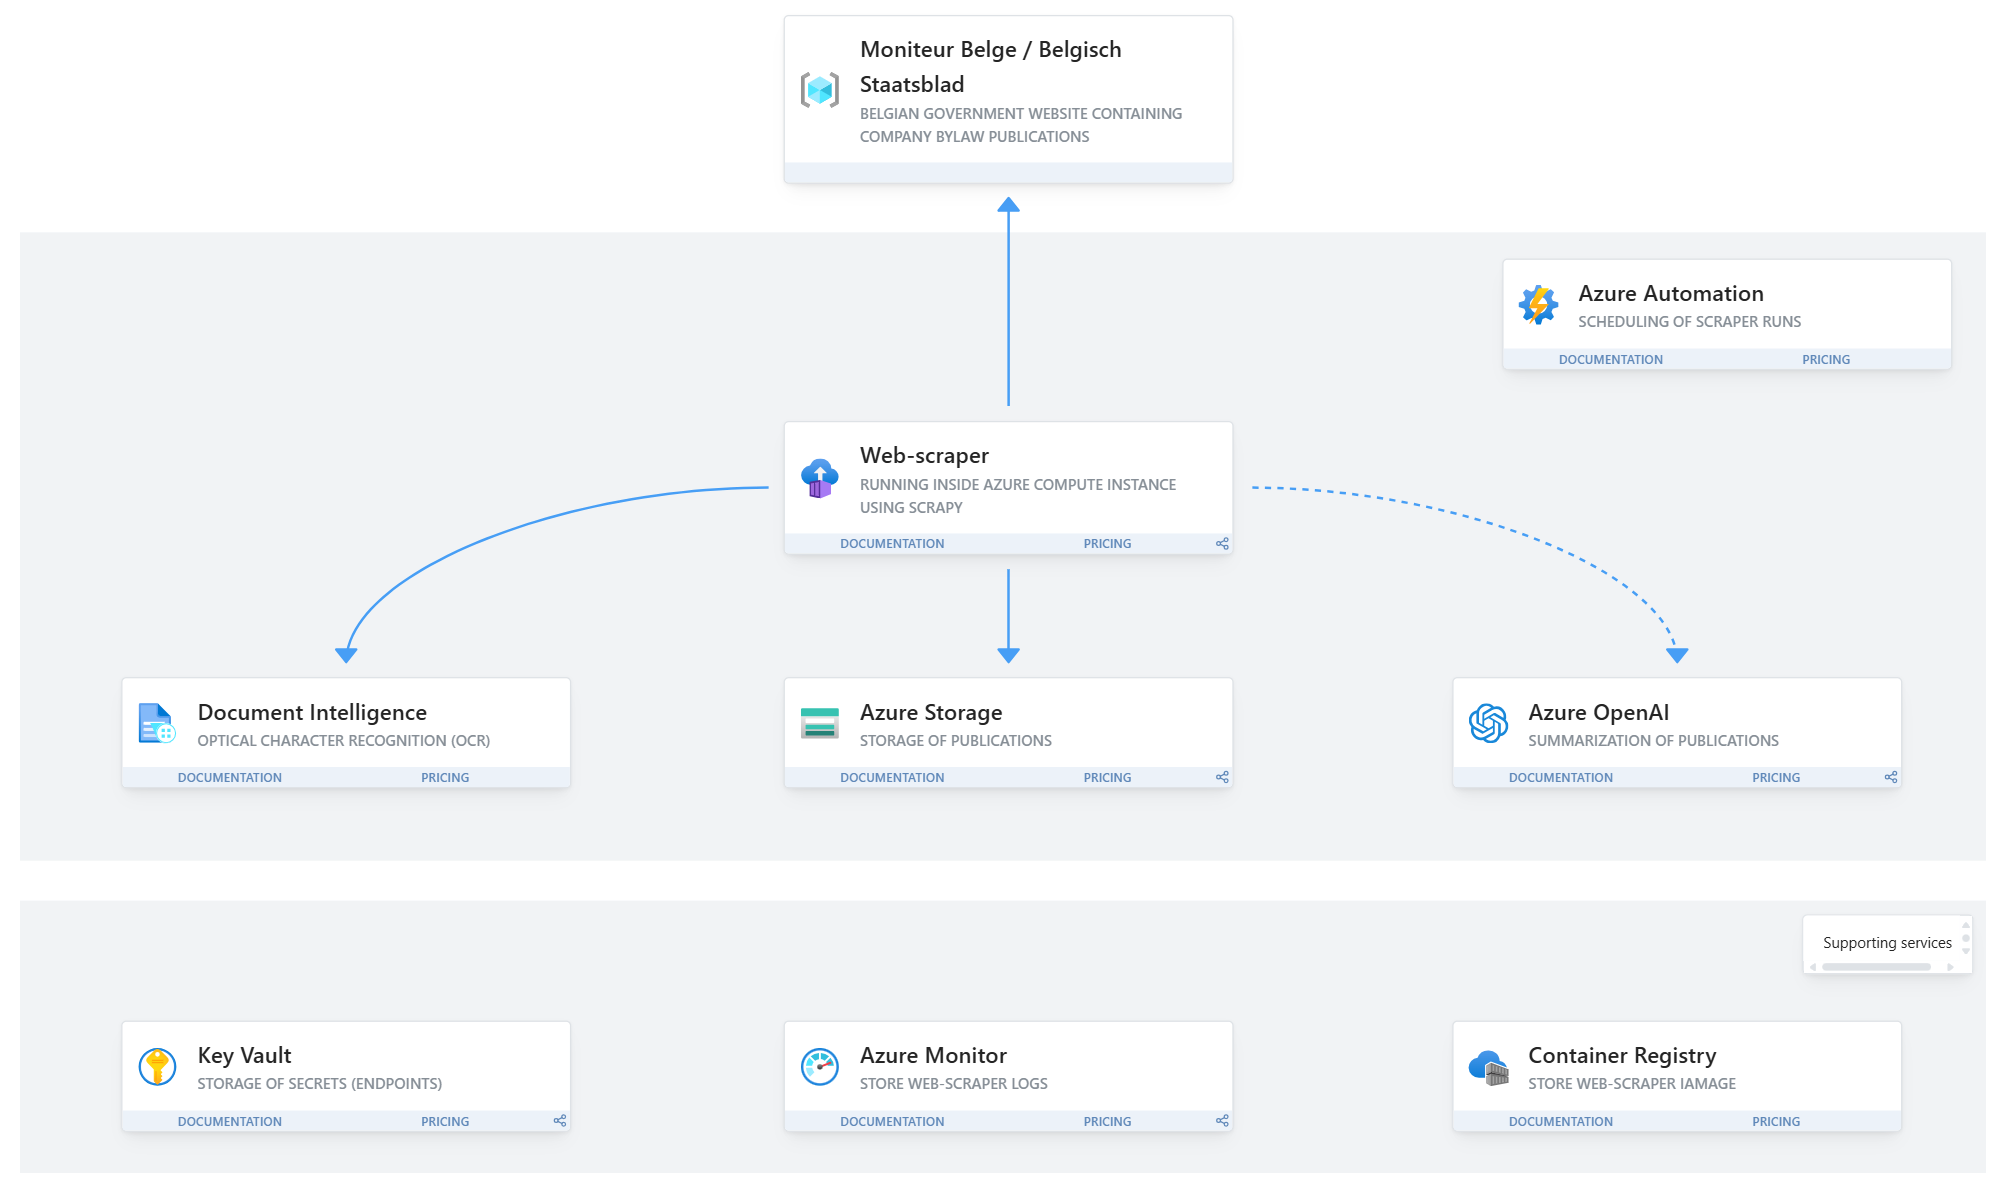 Moniteur Belge / Belgisch
Staatsblad
BELGIAN GOVERNMENT WEBSITE CONTAINING
COMPANY BYLAW PUBLICATIONS
Azure Automation
SCHEDULING OF SCRAPER RUNS
DOCUMENTATION PRICING
Web-scraper
RUNNING INSIDE AZURE COMPUTE INSTANCE
USING SCRAPY
DOCUMENTATION PRICING
Document Intelligence
OPTICAL CHARACTER RECOGNITION (OCR)
DOCUMENTATION PRICING
Azure Storage
STORAGE OF PUBLICATIONS
DOCUMENTATION PRICING
Azure OpenAI
SUMMARIZATION OF PUBLICATIONS
DOCUMENTATION PRICING
Supporting services
Key Vault
STORAGE OF SECRETS (ENDPOINTS)
DOCUMENTATION PRICING
Azure Monitor
STORE WEB-SCRAPER LOGS
DOCUMENTATION PRICING
Container Registry
STORE WEB-SCRAPER IAMAGE
DOCUMENTATION PRICING